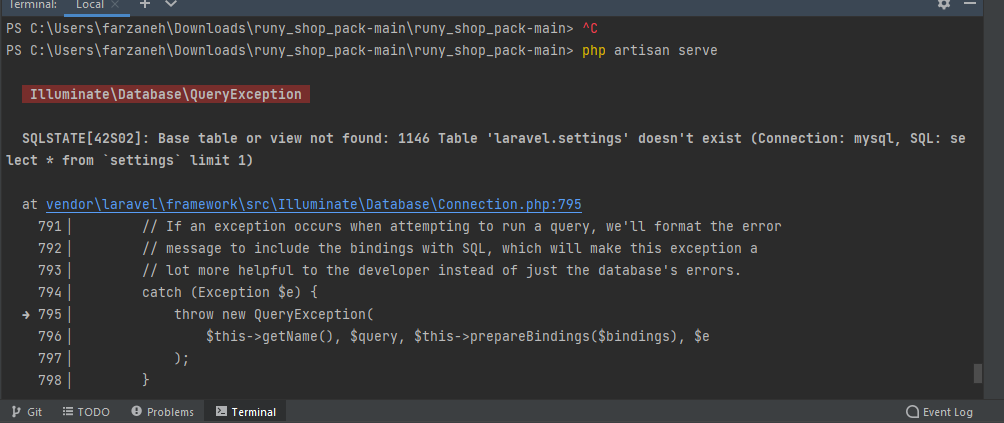 Terminal: Local × +
PS C:\Users\farzaneh\Downloads\runy_shop_pack-main\runy_shop_pack-main> ^C
PS C:\Users\farzaneh\Downloads\runy_shop_pack-main\runy_shop_pack-main> php artisan serve
Illuminate\Database\QueryException
SQLSTATE[42S02]: Base table or view not found: 1146 Table 'laravel.settings' doesn't exist (Connection: mysql, SQL: se
lect * from `settings` limit 1)
at vendor\laravel\framework\src\Illuminate\Database\Connection.php:795
791| // If an exception occurs when attempting to run a query, we'll format the error
792| // message to include the bindings with SQL, which will make this exception a
793| // lot more helpful to the developer instead of just the database's errors.
794| catch (Exception $e) {
➜ 795| throw new QueryException(
796| $this->getName(), $query, $this->prepareBindings($bindings), $e
797| );
798| }
Git TODO Problems Terminal Event Log